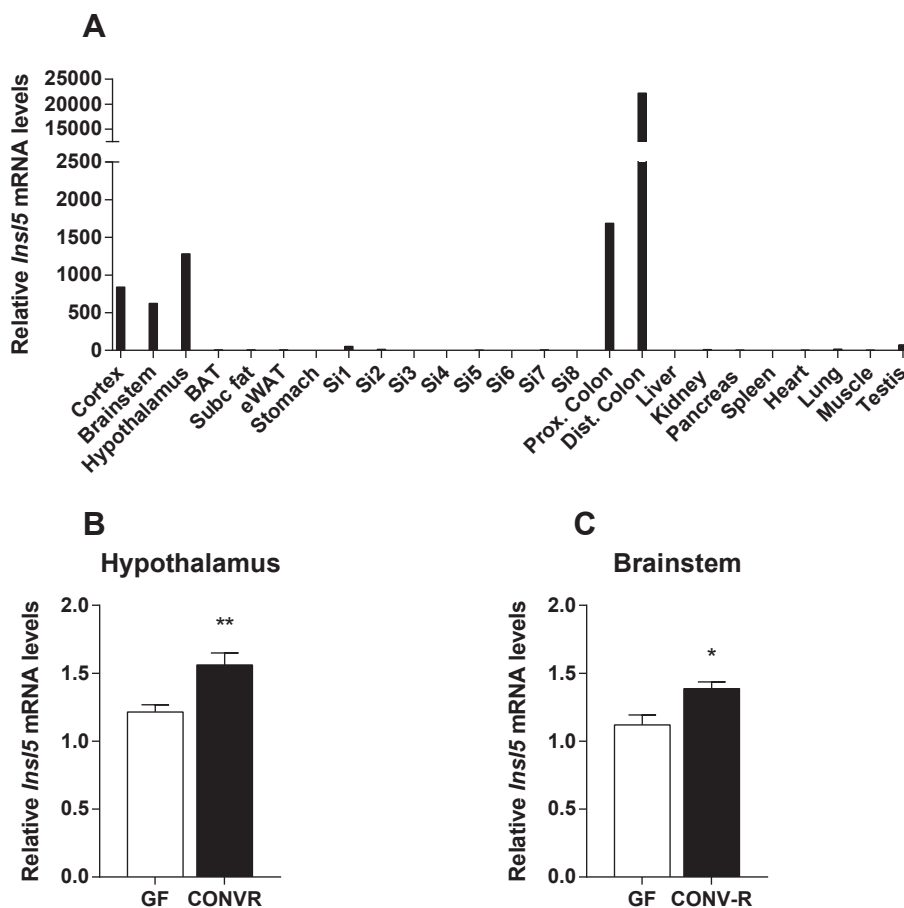 A
Relative Insl5 mRNA levels
25000
20000
15000
2500
2000
1500
1000
500
0
Cortex
Brainstem
Hypothalamus
BAT
Subc fat
eWAT
Stomach
Si1
Si2
Si3
Si4
Si5
Si6
Si7
Si8
Prox. Colon
Dist. Colon
Liver
Kidney
Pancreas
Spleen
Heart
Lung
Muscle
Testis
B
Hypothalamus
Relative Insl5 mRNA levels
2.0
1.5
1.0
0.5
0.0
**
GF CONVR
C
Brainstem
Relative Insl5 mRNA levels
2.0
1.5
1.0
0.5
0.0
*
GF CONV-R